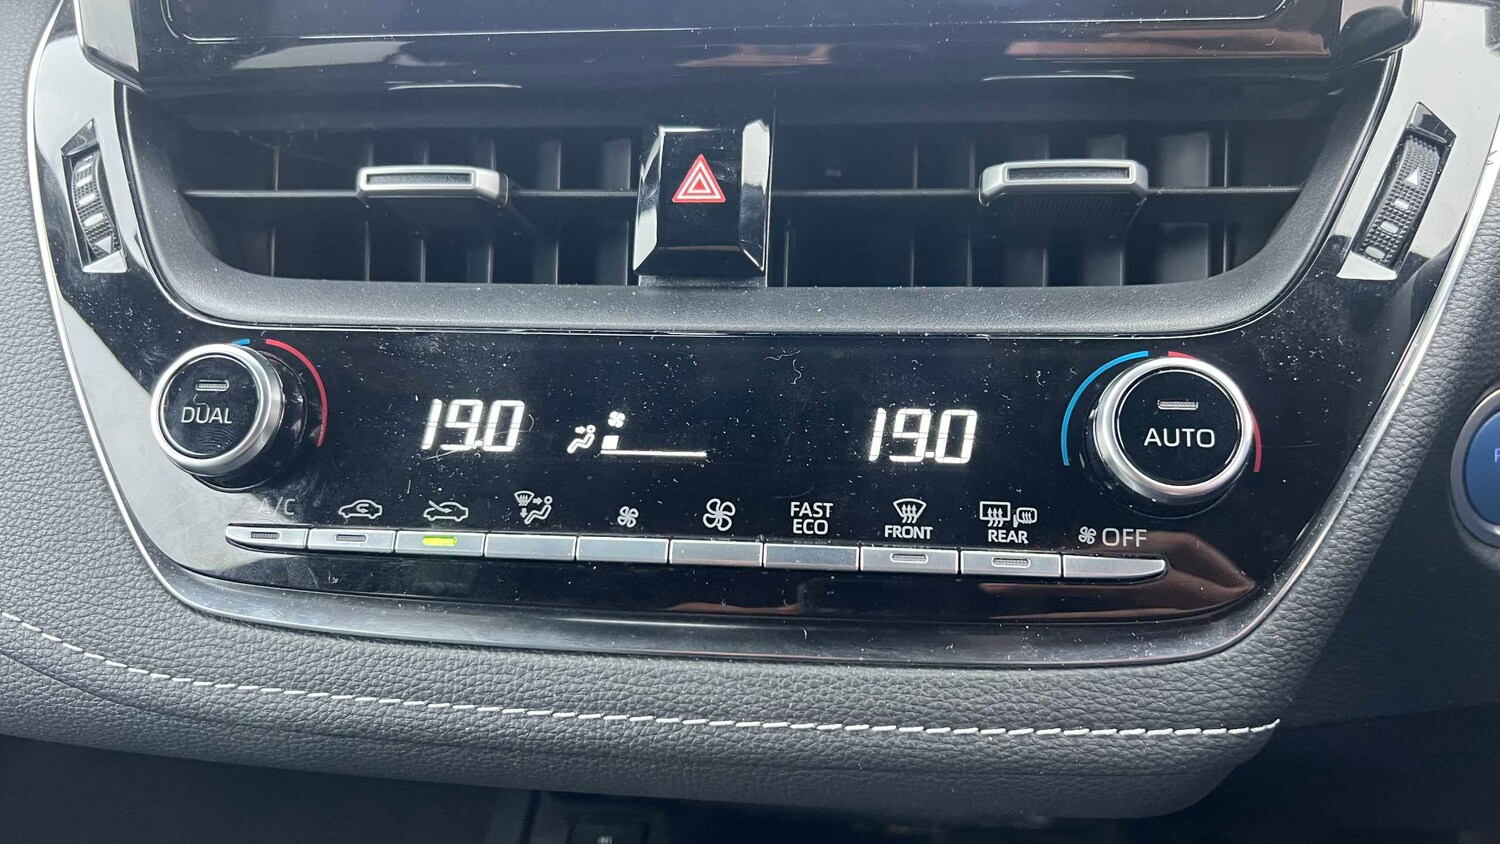 DUAL
19.0
19.0
AUTO
A/C
FAST
ECO
FRONT
REAR
OFF